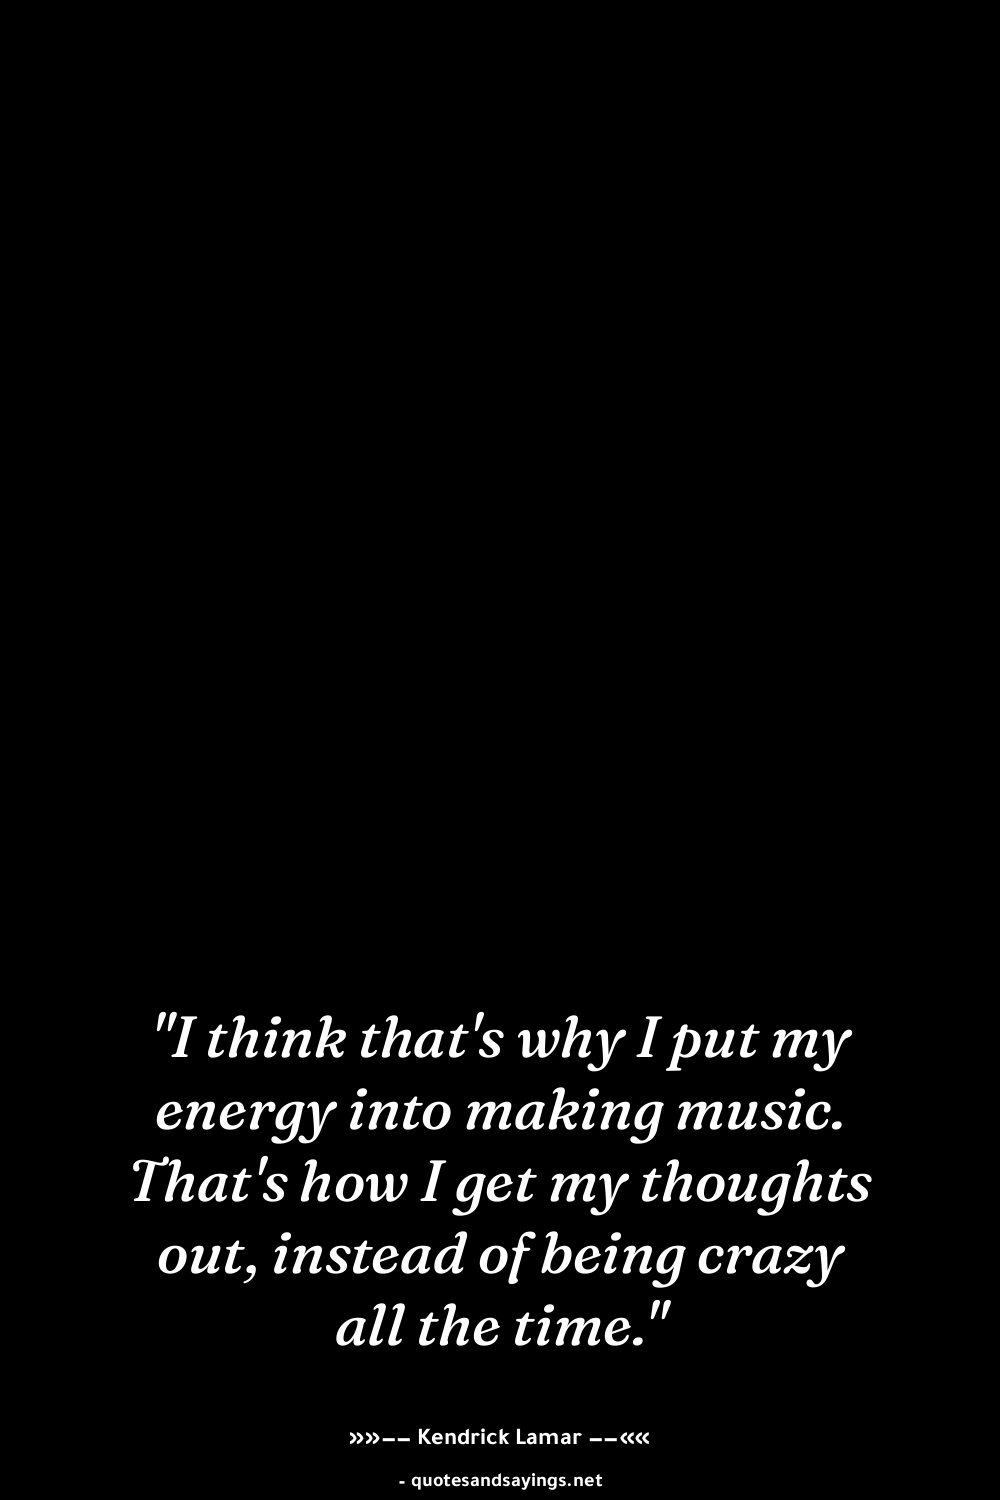 "I think that's why I put my
energy into making music.
That's how I get my thoughts
out, instead of being crazy
all the time."
»»–– Kendrick Lamar ––««
- quotesandsayings.net